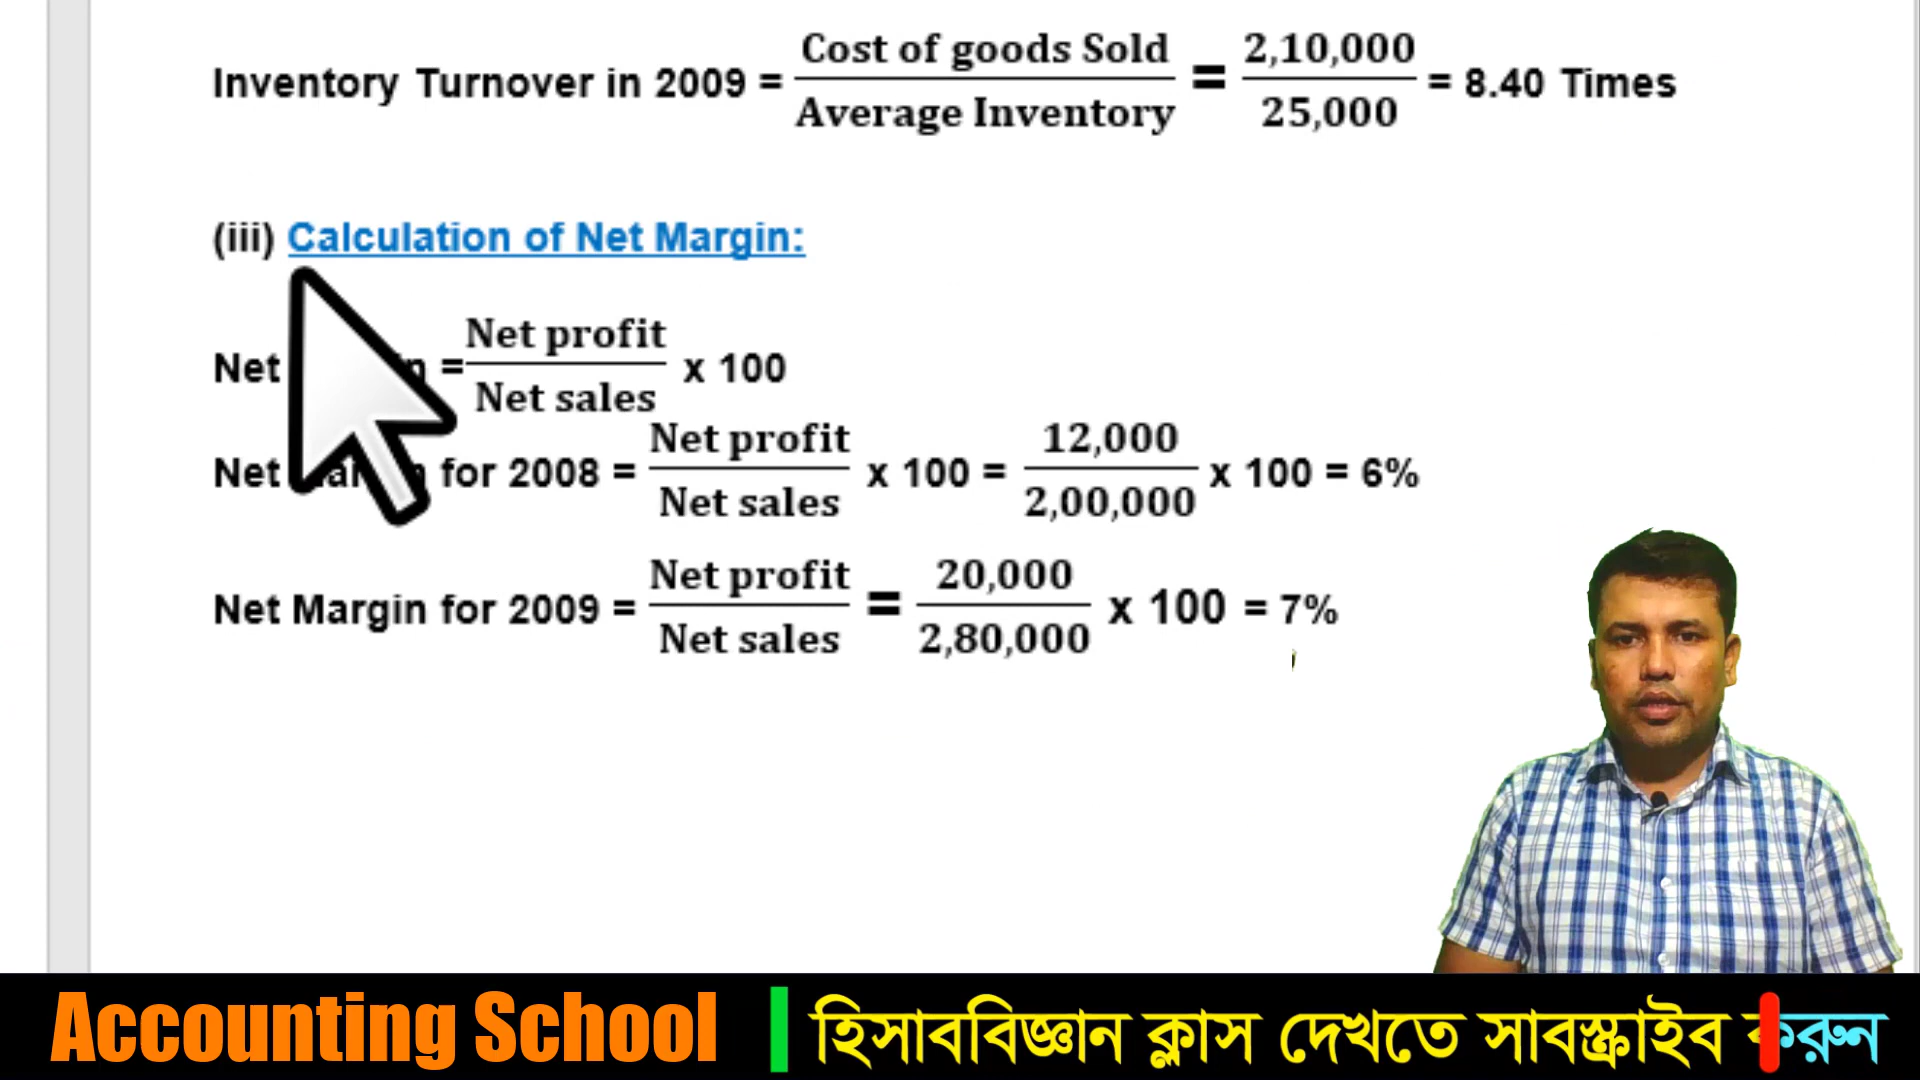 Inventory Turnover in 2009 = Cost of goods Sold / Average Inventory = 2,10,000 / 25,000 = 8.40 Times
(iii) Calculation of Net Margin:
Net = Net profit / Net sales x 100
Net for 2008 = Net profit / Net sales x 100 = 12,000 / 2,00,000 x 100 = 6%
Net Margin for 2009 = Net profit / Net sales = 20,000 / 2,80,000 x 100 = 7%
Accounting School হিসাববিজ্ঞান ক্লাস দেখতে সাবস্ক্রাইব করুন